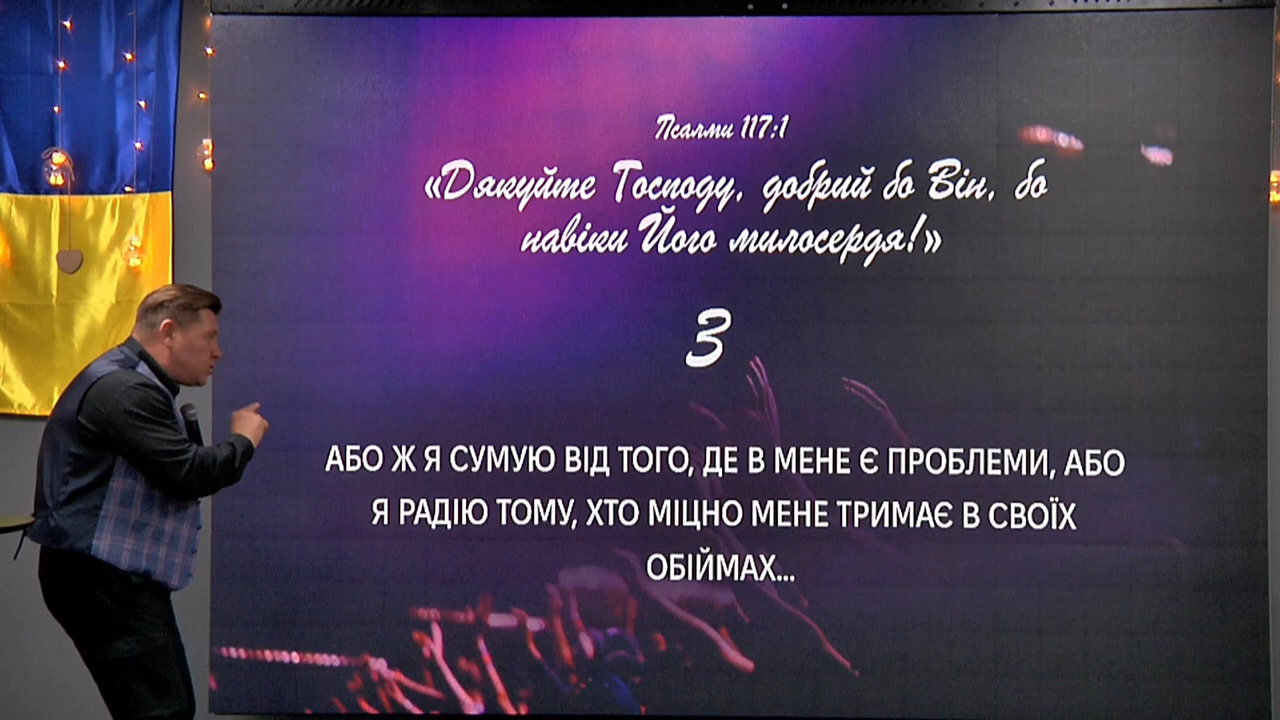 Псалми 117:1
«Дякуйте Господу, добрий бо Він, бо
навіки Його милосердя!»
3
АБО Ж Я СУМУЮ ВІД ТОГО, ДЕ В МЕНЕ Є ПРОБЛЕМИ, АБО
Я РАДІЮ ТОМУ, ХТО МІЦНО МЕНЕ ТРИМАЄ В СВОЇХ
ОБІЙМАХ...